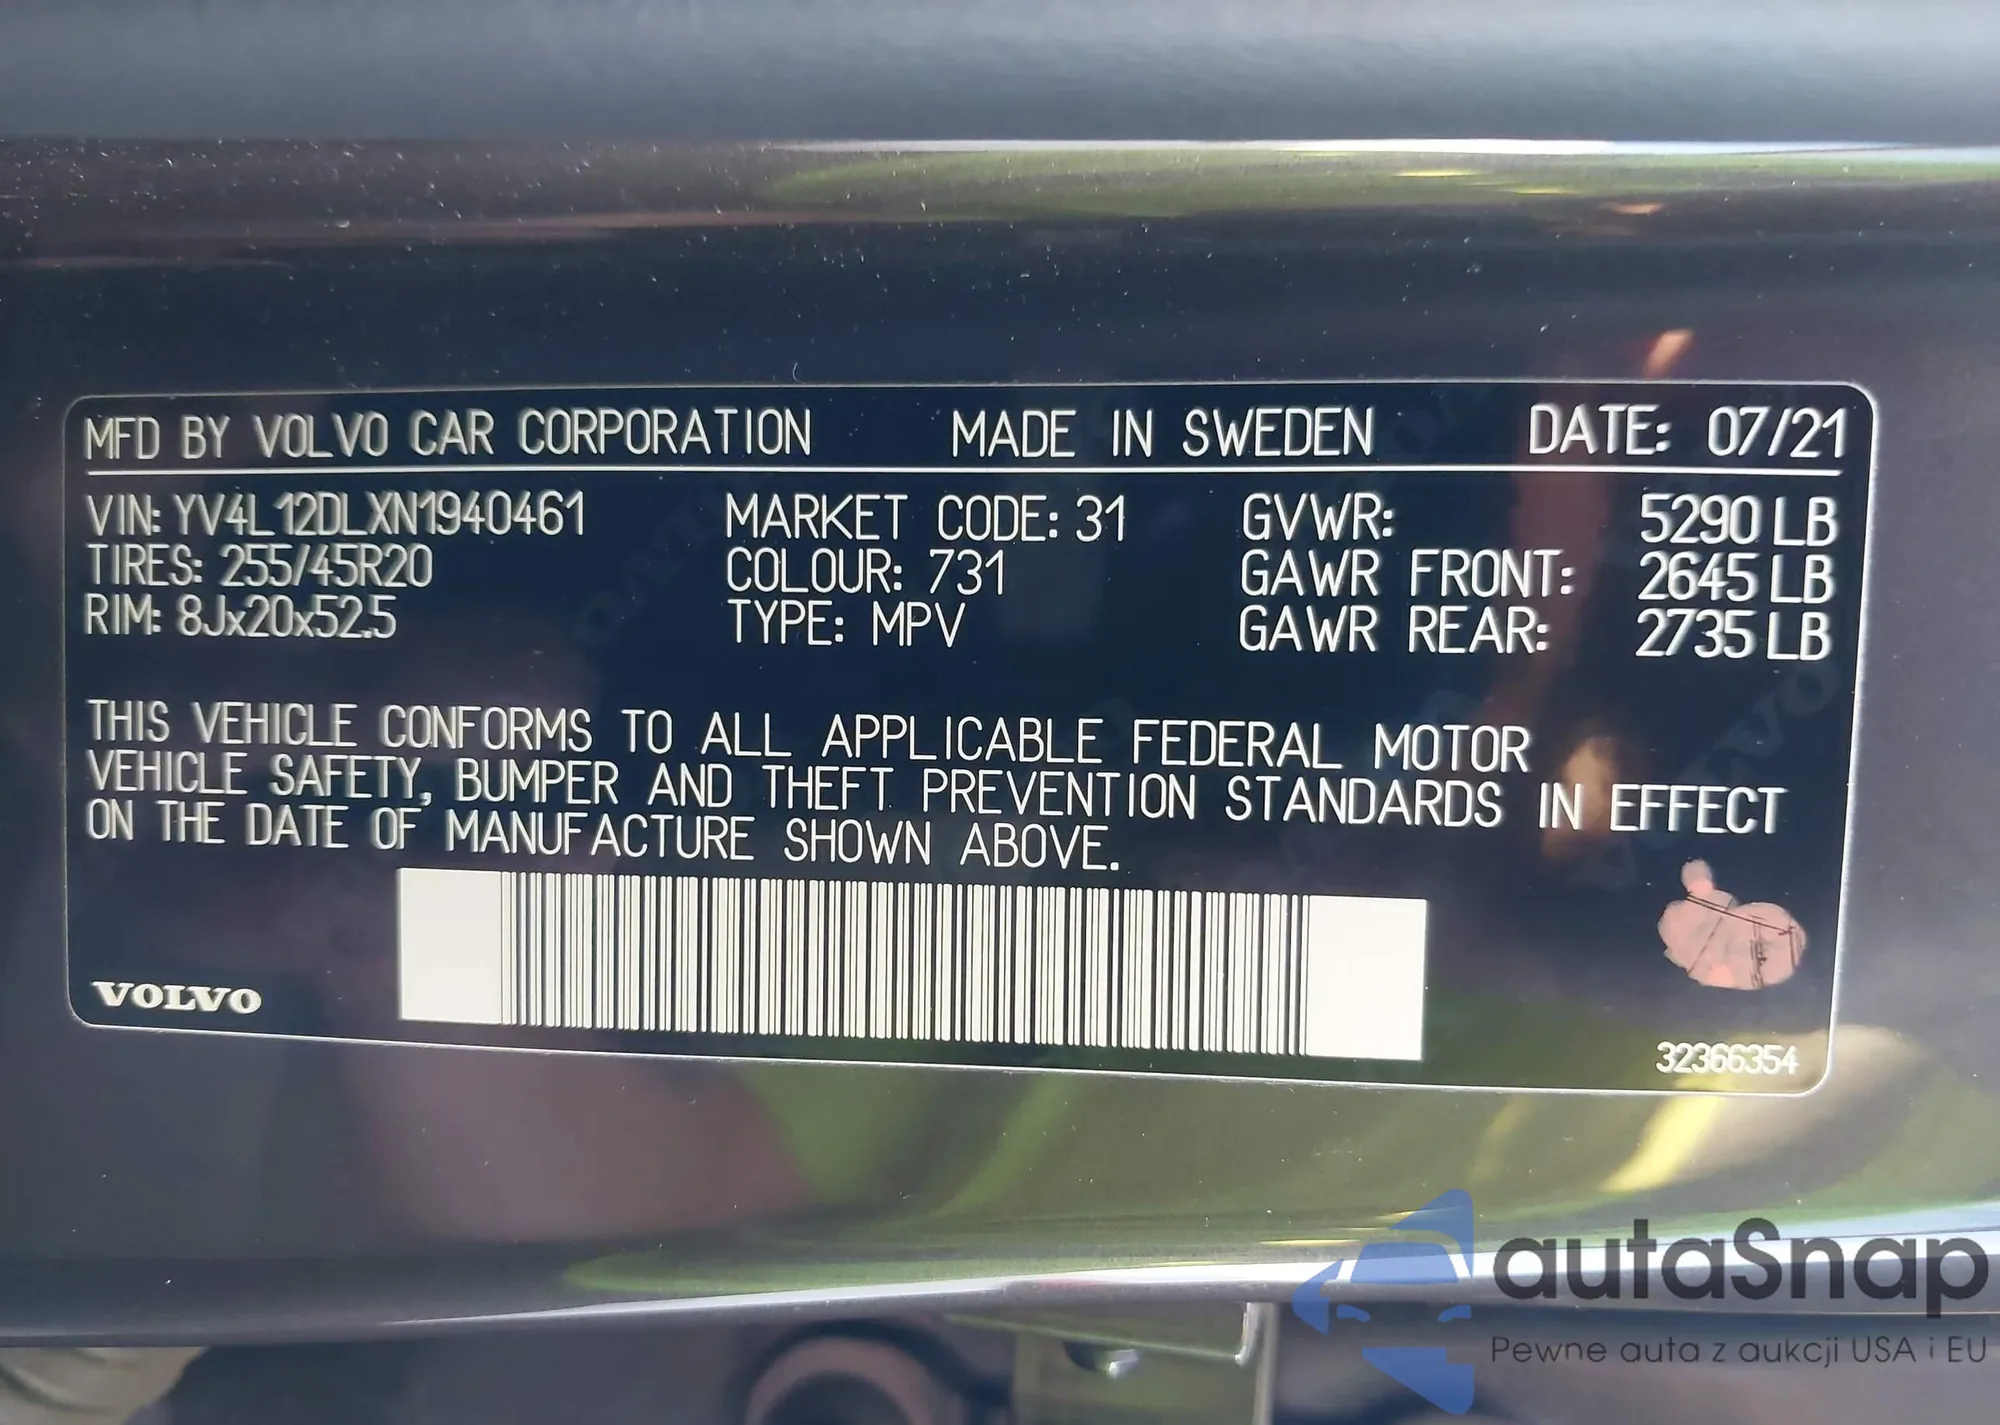 MFD BY VOLVO CAR CORPORATION MADE IN SWEDEN DATE: 07/21
VIN: YV4L12DLXN1940461 MARKET CODE: 31 GVWR: 5290 LB
TIRES: 255/45R20 COLOUR: 731 GAWR FRONT: 2645 LB
RIM: 8Jx20x52.5 TYPE: MPV GAWR REAR: 2735 LB
THIS VEHICLE CONFORMS TO ALL APPLICABLE FEDERAL MOTOR
VEHICLE SAFETY, BUMPER AND THEFT PREVENTION STANDARDS IN EFFECT
ON THE DATE OF MANUFACTURE SHOWN ABOVE.
VOLVO
32366354
autaSnap
Pewne auta z aukcji USA i EU